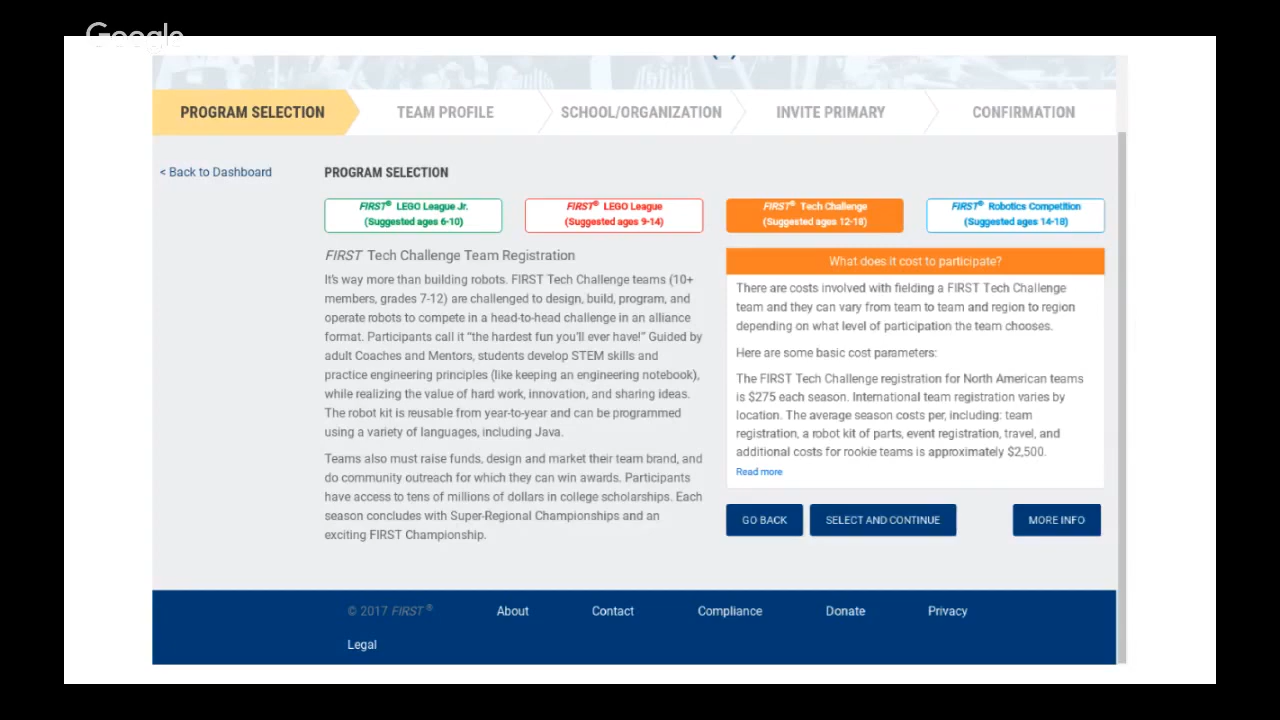 Google
PROGRAM SELECTION
TEAM PROFILE
SCHOOL/ORGANIZATION
INVITE PRIMARY
CONFIRMATION
< Back to Dashboard
PROGRAM SELECTION
FIRST® LEGO League Jr.
(Suggested ages 6-10)
FIRST® LEGO League
(Suggested ages 9-14)
FIRST® Tech Challenge
(Suggested ages 12-18)
FIRST® Robotics Competition
(Suggested ages 14-18)
FIRST Tech Challenge Team Registration
It's way more than building robots. FIRST Tech Challenge teams (10+
members, grades 7-12) are challenged to design, build, program, and
operate robots to compete in a head-to-head challenge in an alliance
format. Participants call it “the hardest fun you'll ever have!” Guided by
adult Coaches and Mentors, students develop STEM skills and
practice engineering principles (like keeping an engineering notebook),
while realizing the value of hard work, innovation, and sharing ideas.
The robot kit is reusable from year-to-year and can be programmed
using a variety of languages, including Java.
Teams also must raise funds, design and market their team brand, and
do community outreach for which they can win awards. Participants
have access to tens of millions of dollars in college scholarships. Each
season concludes with Super-Regional Championships and an
exciting FIRST Championship.
What does it cost to participate?
There are costs involved with fielding a FIRST Tech Challenge
team and they can vary from team to team and region to region
depending on what level of participation the team chooses.
Here are some basic cost parameters:
The FIRST Tech Challenge registration for North American teams
is $275 each season. International team registration varies by
location. The average season costs per, including: team
registration, a robot kit of parts, event registration, travel, and
additional costs for rookie teams is approximately $2,500.
Read more
GO BACK
SELECT AND CONTINUE
MORE INFO
© 2017 FIRST®
About
Contact
Compliance
Donate
Privacy
Legal